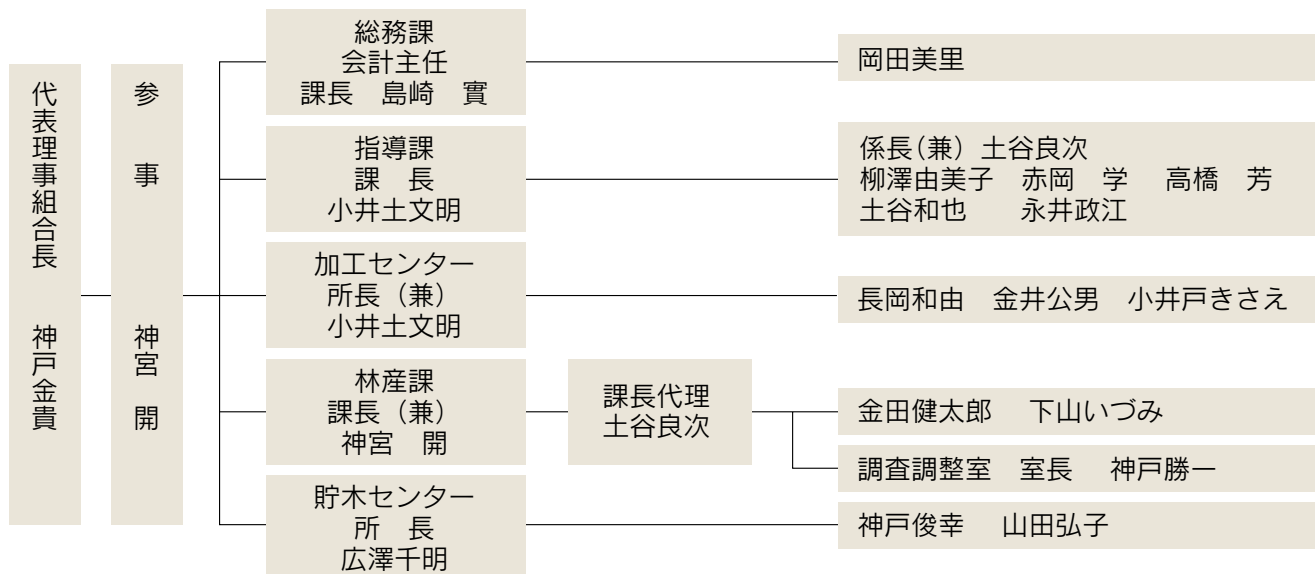 代表理事組合長　神戸金貴
参事　神宮開
総務課
会計主任
課長　島崎　實
岡田美里
指導課
課　長
小井土文明
係長（兼）土谷良次
柳澤由美子　赤岡　学　高橋　芳
土谷和也　永井政江
加工センター
所長（兼）
小井土文明
長岡和由　金井公男　小井戸きさえ
林産課
課長（兼）
神宮　開
課長代理
土谷良次
金田健太郎　下山いづみ
調査調整室　室長　神戸勝一
貯木センター
所　長
広澤千明
神戸俊幸　山田弘子